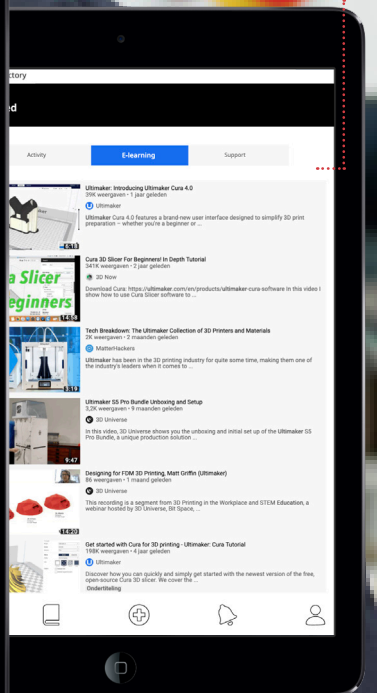 ctory
ed
Activity
E-learning
Support
Ultimaker: Introducing Ultimaker Cura 4.0
39K weergaven • 1 jaar geleden
Ultimaker
Ultimaker Cura 4.0 features a brand-new user interface designed to simplify 3D print
preparation – whether you're a beginner or ...
6:18
Cura 3D Slicer For Beginners! In Depth Tutorial
341K weergaven • 2 jaar geleden
3D Now
Download Cura: https://ultimaker.com/en/products/ultimaker-cura-software In this video I
show how to use Cura Slicer software to ...
a Slicer
eginners
14:58
Tech Breakdown: The Ultimaker Collection of 3D Printers and Materials
2K weergaven • 2 maanden geleden
MatterHackers
Ultimaker has been in the 3D printing industry for quite some time, making them one of
the industry's leaders when it comes to ...
5:19
Ultimaker S5 Pro Bundle Unboxing and Setup
3,2K weergaven • 9 maanden geleden
3D Universe
In this video, 3D Universe shows you the unboxing and initial set up of the Ultimaker S5
Pro Bundle, a unique production solution ...
9:47
Designing for FDM 3D Printing, Matt Griffin (Ultimaker)
86 weergaven • 1 maand geleden
3D Universe
This recording is a segment from 3D Printing in the Workplace and STEM Education, a
webinar hosted by 3D Universe, Bit Space, ...
14:20
Get started with Cura for 3D printing - Ultimaker: Cura Tutorial
198K weergaven • 4 jaar geleden
Ultimaker
Discover how you can quickly and simply get started with the newest version of the free,
open-source Cura 3D slicer. We cover the ...
Ondertiteling